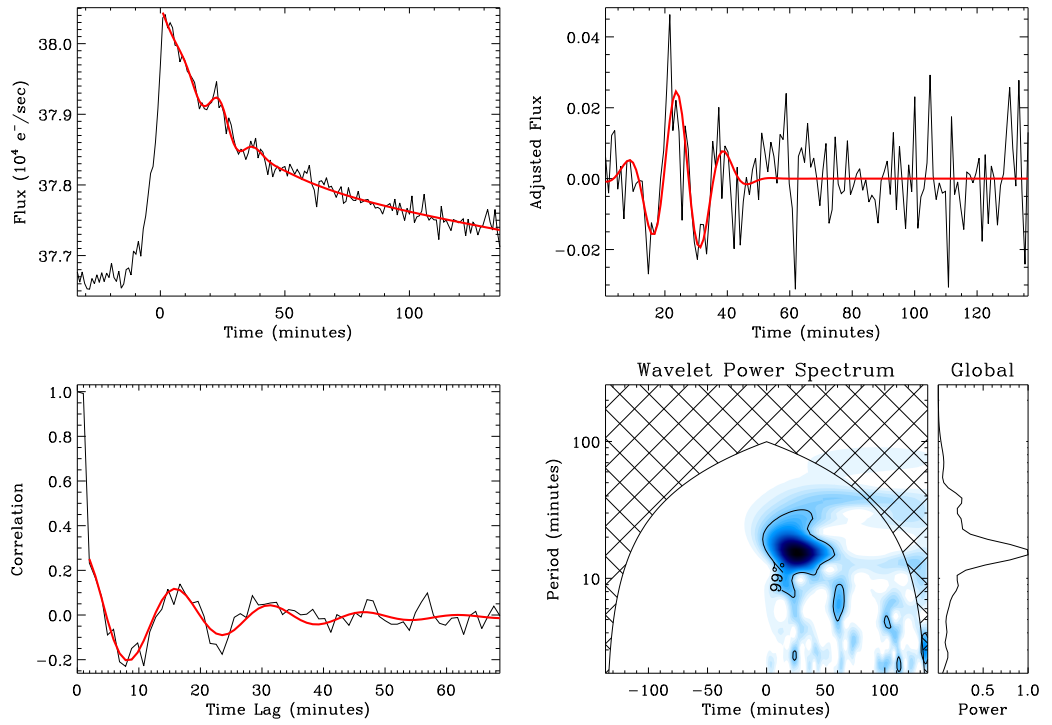 38.0
37.9
37.8
37.7
Flux (10⁴ e⁻/sec)
0 50 100
Time (minutes)
0.04
0.02
0.00
−0.02
Adjusted Flux
20 40 60 80 100 120
Time (minutes)
1.0
0.8
0.6
0.4
0.2
0.0
−0.2
Correlation
0 10 20 30 40 50 60
Time Lag (minutes)
Wavelet Power Spectrum
Global
100
10
Period (minutes)
99%
−100 −50 0 50 100
Time (minutes)
0.5 1.0
Power